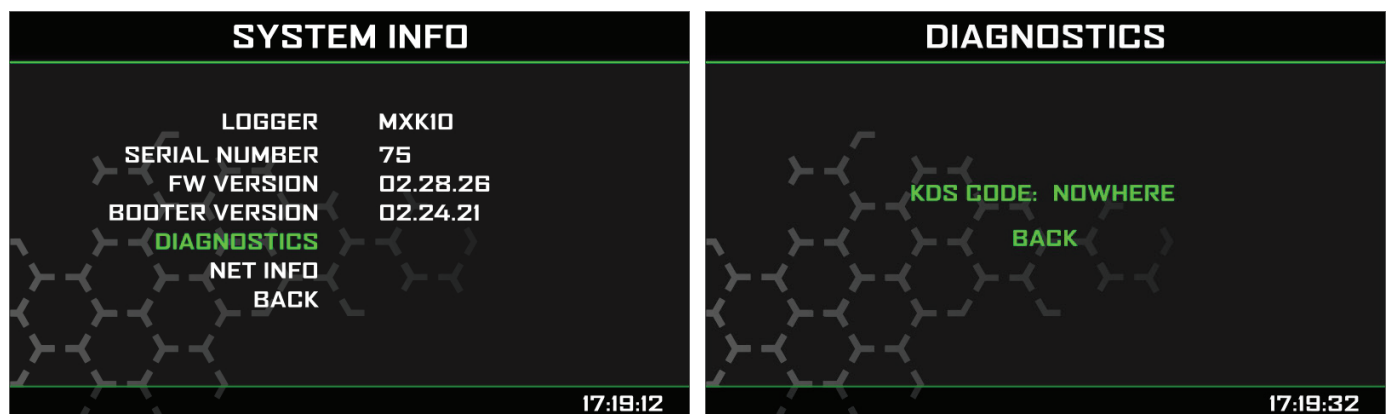 SYSTEM INFO
LOGGER MXK10
SERIAL NUMBER 75
FW VERSION 02.28.26
BOOTER VERSION 02.24.21
DIAGNOSTICS
NET INFO
BACK
17:19:12
DIAGNOSTICS
KDS CODE: NOWHERE
BACK
17:19:32